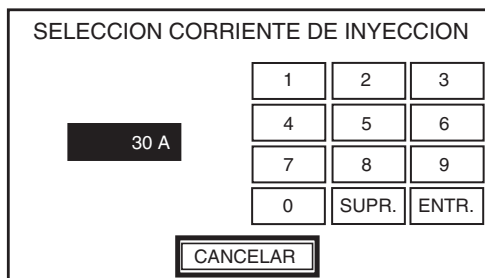 SELECCION CORRIENTE DE INYECCION
30 A
1 2 3
4 5 6
7 8 9
0 SUPR. ENTR.
CANCELAR